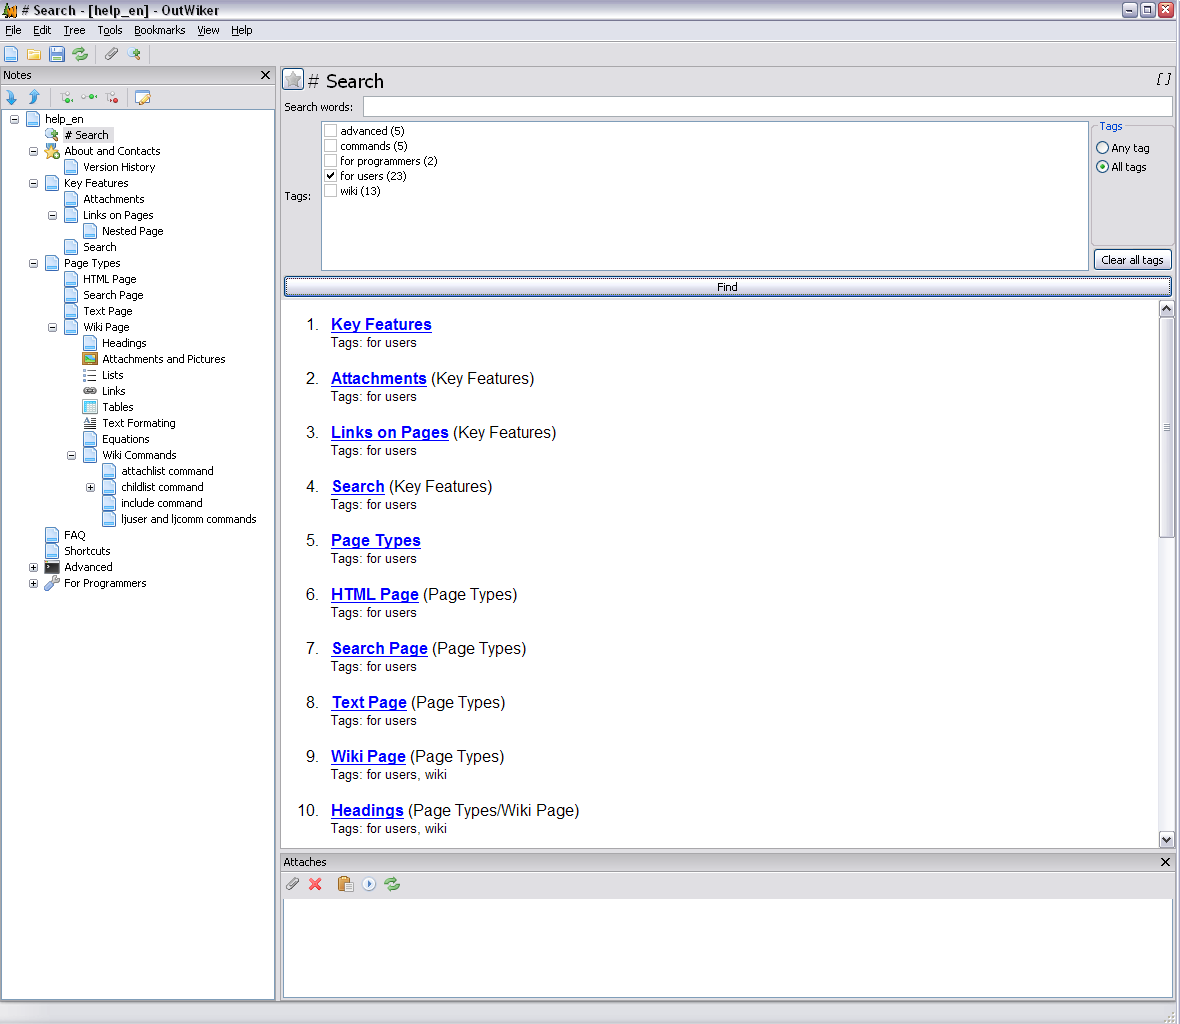 # Search - [help_en] - OutWiker
File Edit Tree Tools Bookmarks View Help
Notes
help_en
# Search
About and Contacts
Version History
Key Features
Attachments
Links on Pages
Nested Page
Search
Page Types
HTML Page
Search Page
Text Page
Wiki Page
Headings
Attachments and Pictures
Lists
Links
Tables
Text Formating
Equations
Wiki Commands
attachlist command
childlist command
include command
ljuser and ljcomm commands
FAQ
Shortcuts
Advanced
For Programmers
# Search
[ ]
Search words:
Tags:
advanced (5)
commands (5)
for programmers (2)
for users (23)
wiki (13)
Tags
Any tag
All tags
Clear all tags
Find
1. Key Features
Tags: for users
2. Attachments (Key Features)
Tags: for users
3. Links on Pages (Key Features)
Tags: for users
4. Search (Key Features)
Tags: for users
5. Page Types
Tags: for users
6. HTML Page (Page Types)
Tags: for users
7. Search Page (Page Types)
Tags: for users
8. Text Page (Page Types)
Tags: for users
9. Wiki Page (Page Types)
Tags: for users, wiki
10. Headings (Page Types/Wiki Page)
Tags: for users, wiki
Attaches